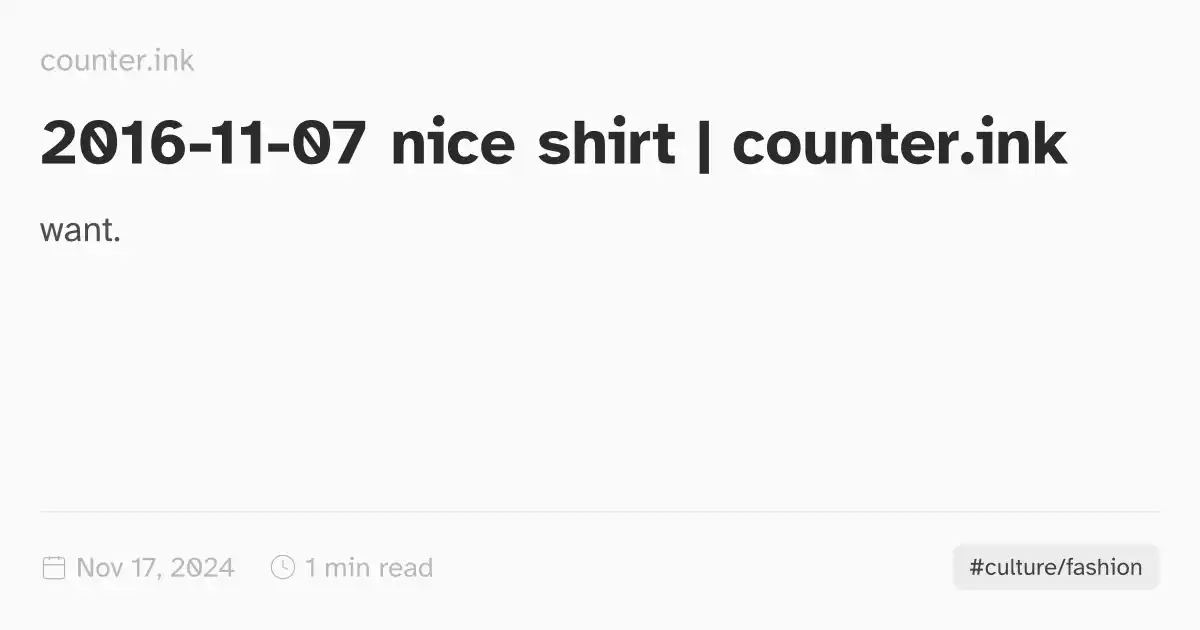 counter.ink
2016-11-07 nice shirt | counter.ink
want.
Nov 17, 2024 1 min read #culture/fashion